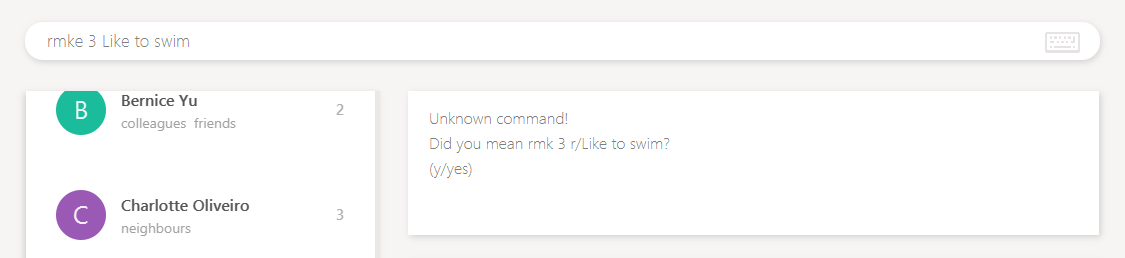 rmke 3 Like to swim
B
Bernice Yu
2
colleagues friends
C
Charlotte Oliveiro
3
neighbours
Unknown command!
Did you mean rmk 3 r/Like to swim?
(y/yes)